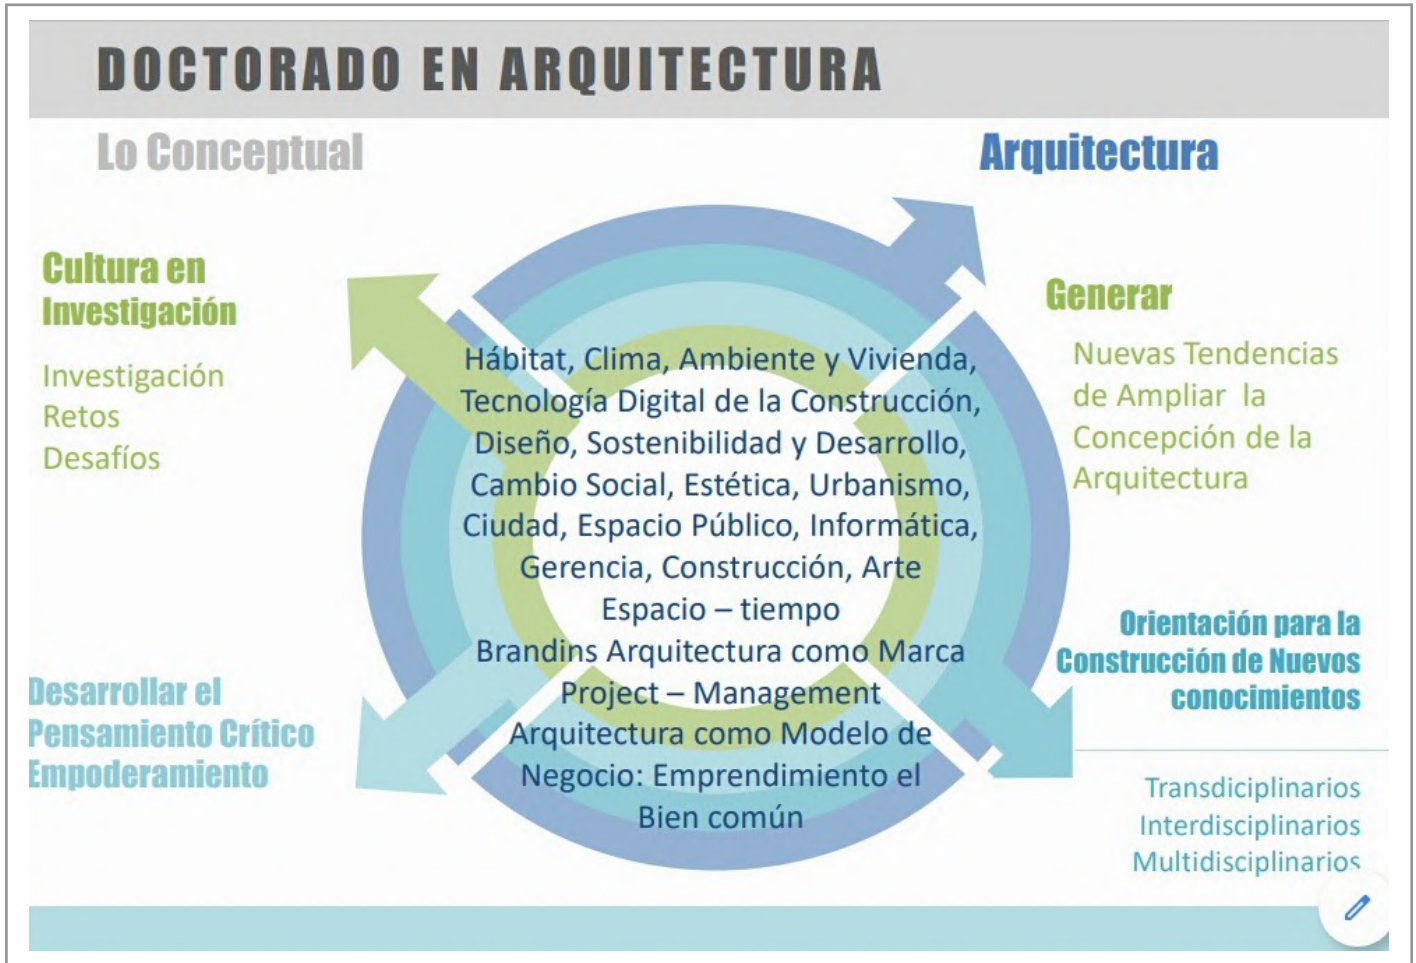 DOCTORADO EN ARQUITECTURA
Lo Conceptual
Arquitectura
Cultura en
Investigación
Investigación
Retos
Desafíos
Generar
Nuevas Tendencias
de Ampliar la
Concepción de la
Arquitectura
Hábitat, Clima, Ambiente y Vivienda,
Tecnología Digital de la Construcción,
Diseño, Sostenibilidad y Desarrollo,
Cambio Social, Estética, Urbanismo,
Ciudad, Espacio Público, Informática,
Gerencia, Construcción, Arte
Espacio – tiempo
Brandins Arquitectura como Marca
Project – Management
Arquitectura como Modelo de
Negocio: Emprendimiento el
Bien común
Desarrollar el
Pensamiento Crítico
Empoderamiento
Orientación para la
Construcción de Nuevos
conocimientos
Transdiciplinarios
Interdisciplinarios
Multidisciplinarios